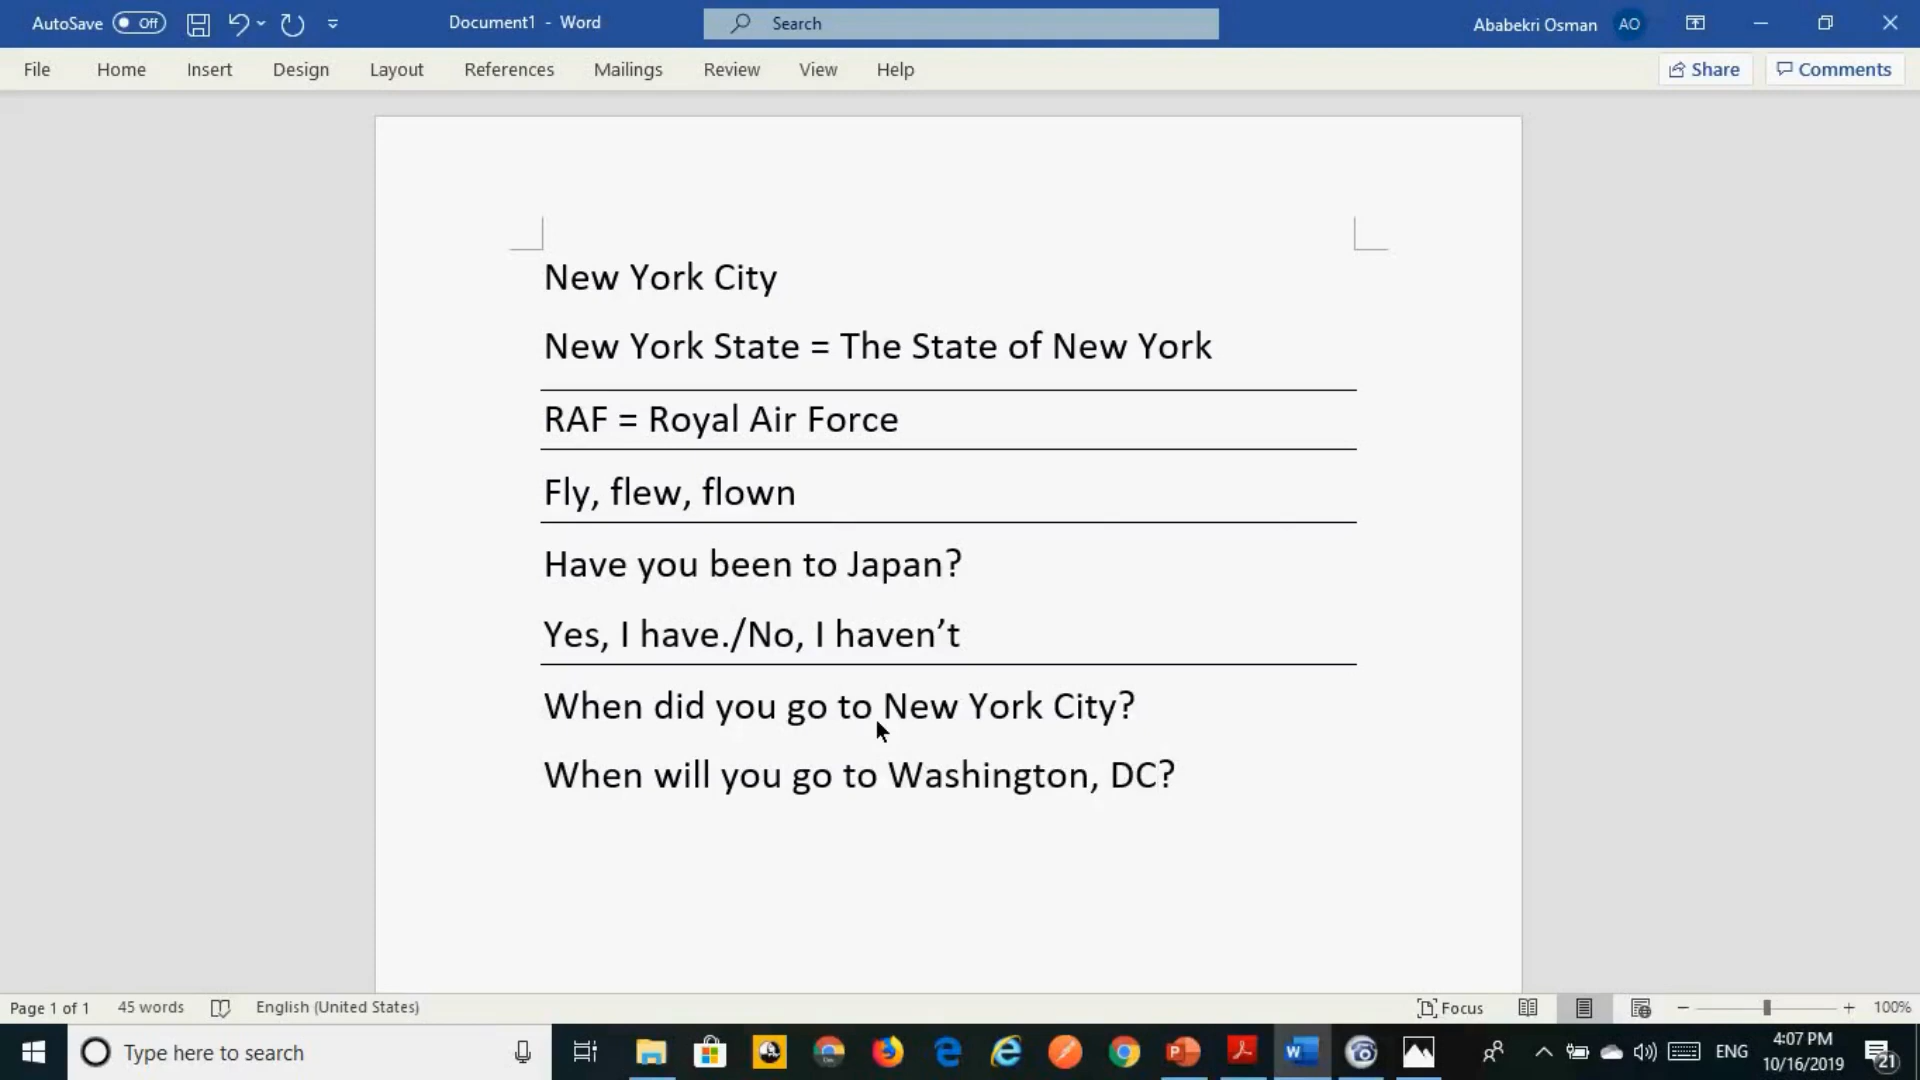 AutoSave Off Document1 - Word Search Ababekri Osman AO
File Home Insert Design Layout References Mailings Review View Help Share Comments
New York City
New York State = The State of New York
RAF = Royal Air Force
Fly, flew, flown
Have you been to Japan?
Yes, I have./No, I haven’t
When did you go to New York City?
When will you go to Washington, DC?
Page 1 of 1 45 words English (United States) Focus 100%
Type here to search ENG 4:07 PM
10/16/2019 21